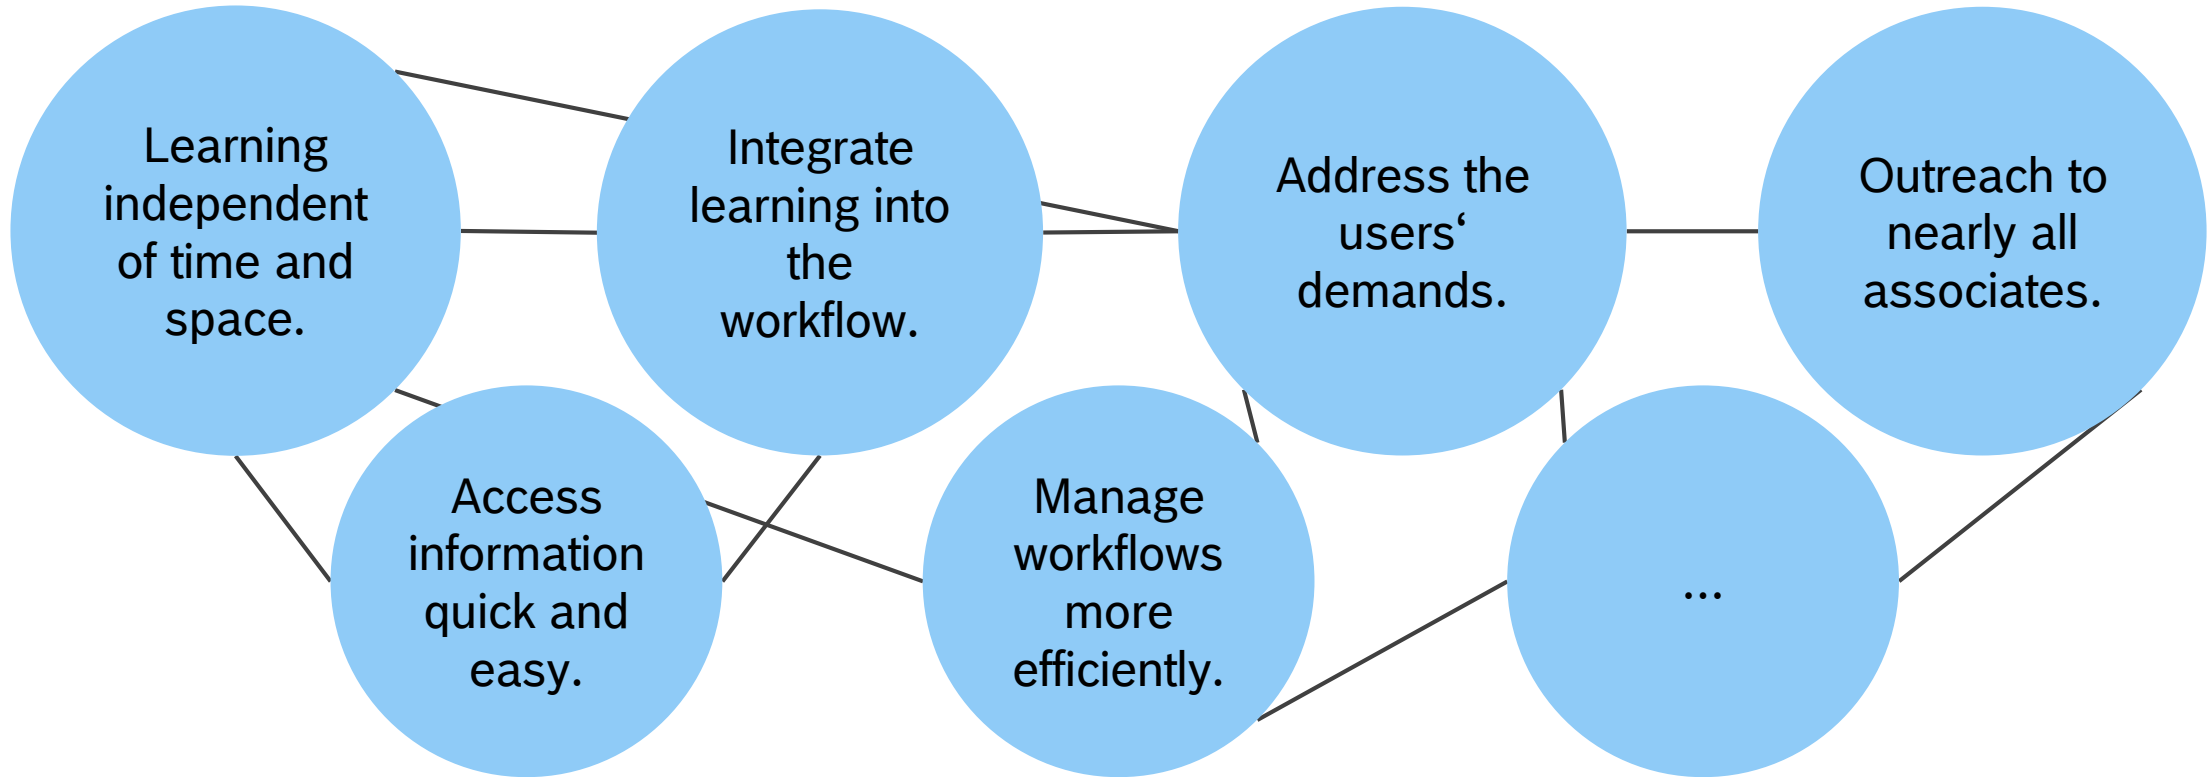 Learning
independent
of time and
space.
Integrate
learning into
the
workflow.
Address the
users‘
demands.
Outreach to
nearly all
associates.
Access
information
quick and
easy.
Manage
workflows
more
efficiently.
...